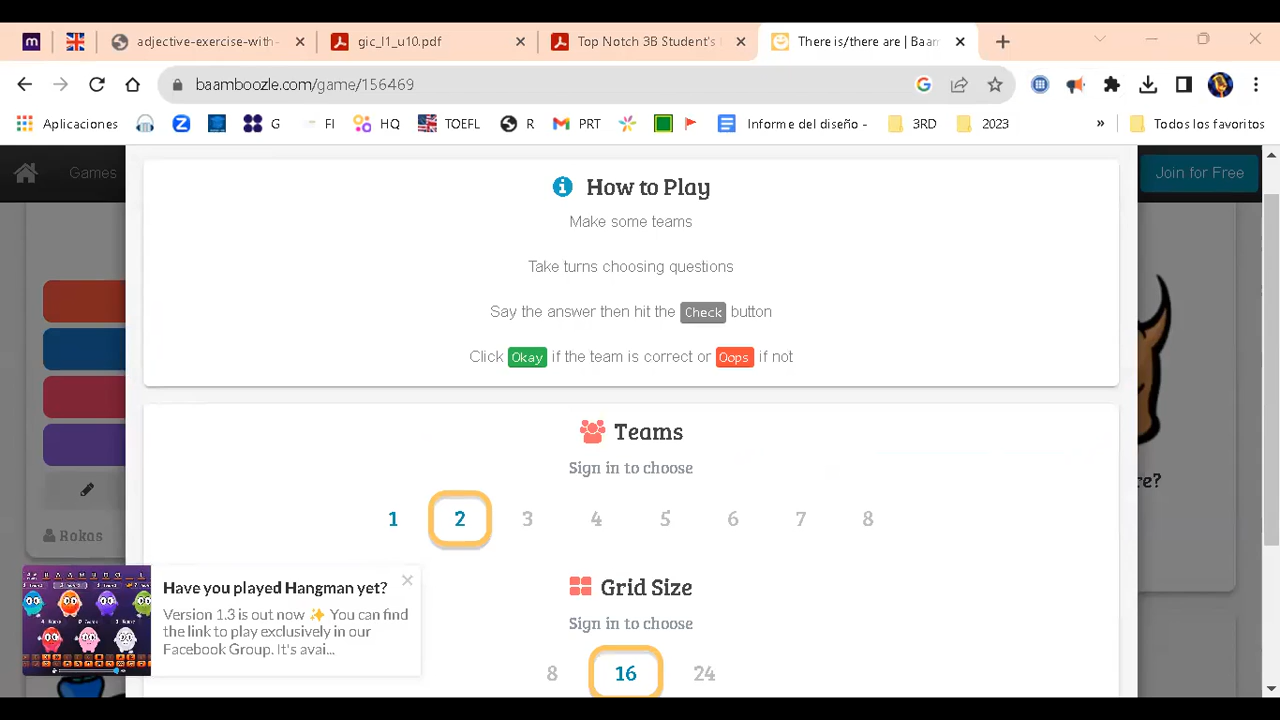 adjective-exercise-with-
gic_l1_u10.pdf
Top Notch 3B Student's
There is/there are | Baam
baamboozle.com/game/156469
Aplicaciones
G
FI
HQ
TOEFL
R
PRT
Informe del diseño -
3RD
2023
»
Todos los favoritos
Games
Join for Free
How to Play
Make some teams
Take turns choosing questions
Say the answer then hit the Check button
Click Okay if the team is correct or Oops if not
Teams
Sign in to choose
1 2 3 4 5 6 7 8
re?
Rokas
Have you played Hangman yet?
Version 1.3 is out now ✨ You can find
the link to play exclusively in our
Facebook Group. It's avai...
Grid Size
Sign in to choose
8 16 24